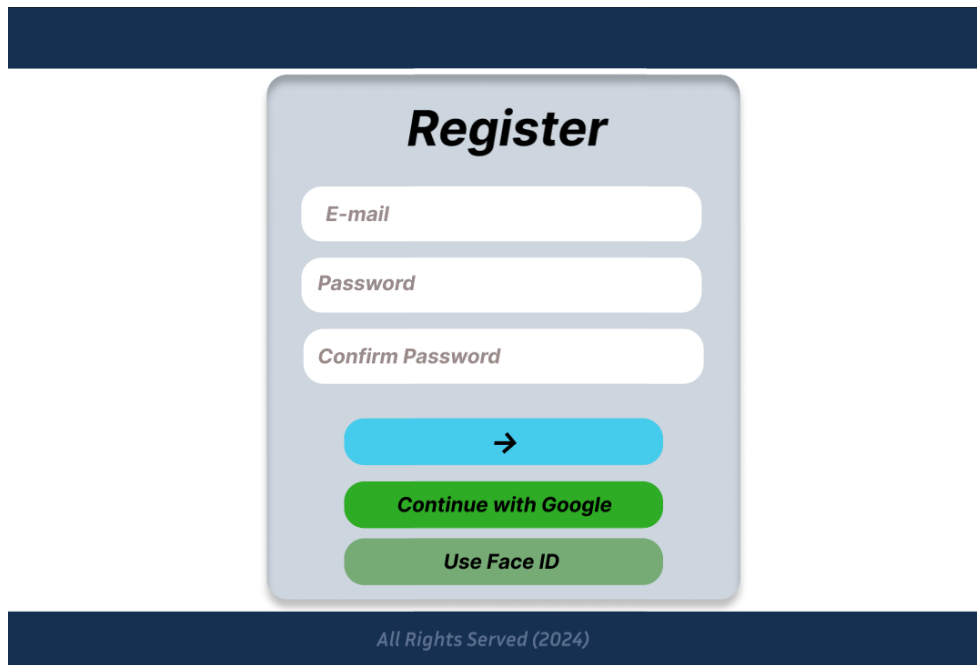 Register
E-mail
Password
Confirm Password
→
Continue with Google
Use Face ID
All Rights Served (2024)